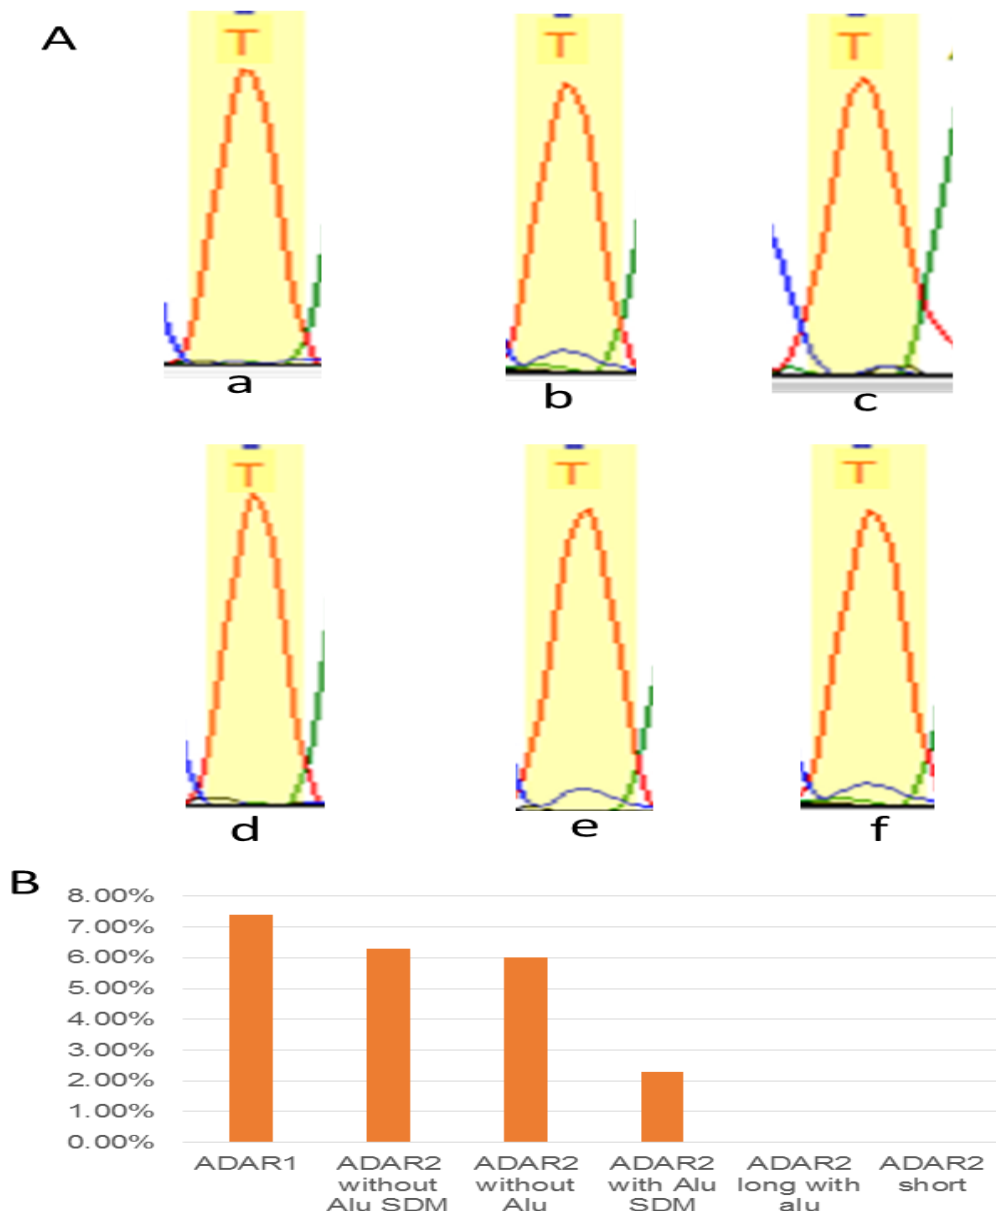 A
T T T
a b c
T T T
d e f
B
8.00%
7.00%
6.00%
5.00%
4.00%
3.00%
2.00%
1.00%
0.00%
ADAR1
ADAR2
without
Alu SDM
ADAR2
without
Alu
ADAR2
with Alu
SDM
ADAR2
long with
alu
ADAR2
short